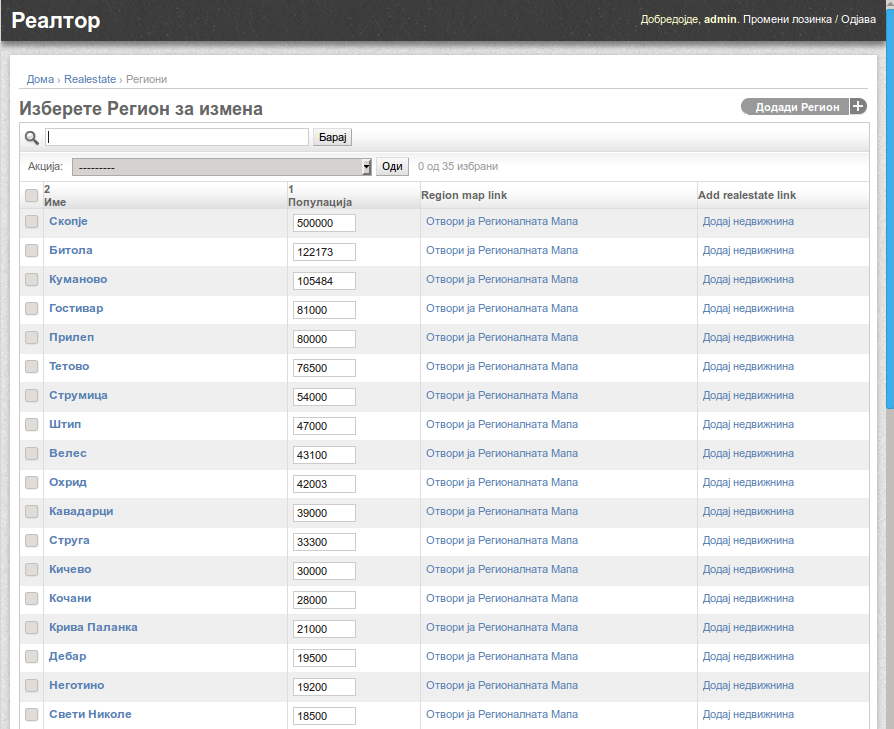 Реалтор
Добредојде, admin. Промени лозинка / Одјава
Дома › Realestate › Региони
Изберете Регион за измена
Додади Регион
Барај
Акција: --------- Оди 0 од 35 избрани
2 1
Име Популација Region map link Add realestate link
Скопје 500000 Отвори ја Регионалната Мапа Додај недвижнина
Битола 122173 Отвори ја Регионалната Мапа Додај недвижнина
Куманово 105484 Отвори ја Регионалната Мапа Додај недвижнина
Гостивар 81000 Отвори ја Регионалната Мапа Додај недвижнина
Прилеп 80000 Отвори ја Регионалната Мапа Додај недвижнина
Тетово 76500 Отвори ја Регионалната Мапа Додај недвижнина
Струмица 54000 Отвори ја Регионалната Мапа Додај недвижнина
Штип 47000 Отвори ја Регионалната Мапа Додај недвижнина
Велес 43100 Отвори ја Регионалната Мапа Додај недвижнина
Охрид 42003 Отвори ја Регионалната Мапа Додај недвижнина
Кавадарци 39000 Отвори ја Регионалната Мапа Додај недвижнина
Струга 33300 Отвори ја Регионалната Мапа Додај недвижнина
Кичево 30000 Отвори ја Регионалната Мапа Додај недвижнина
Кочани 28000 Отвори ја Регионалната Мапа Додај недвижнина
Крива Паланка 21000 Отвори ја Регионалната Мапа Додај недвижнина
Дебар 19500 Отвори ја Регионалната Мапа Додај недвижнина
Неготино 19200 Отвори ја Регионалната Мапа Додај недвижнина
Свети Николе 18500 Отвори ја Регионалната Мапа Додај недвижнина